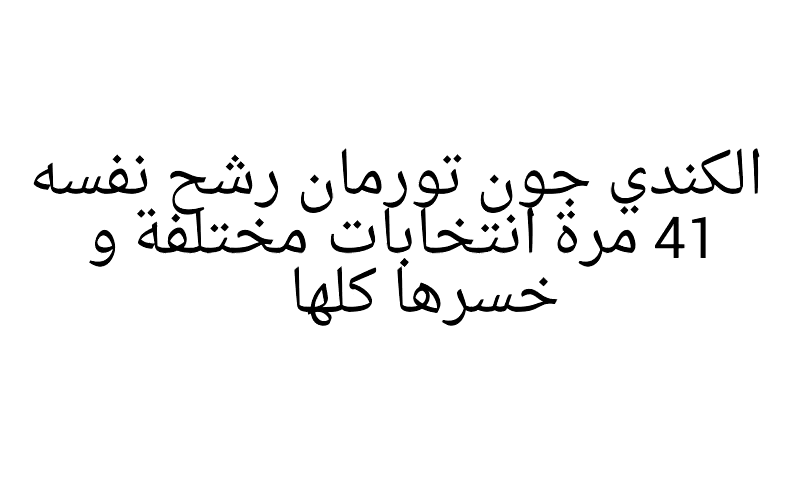 الكندي جون تورمان رشح نفسه
41 مرة انتخابات مختلفة و
خسرها كلها